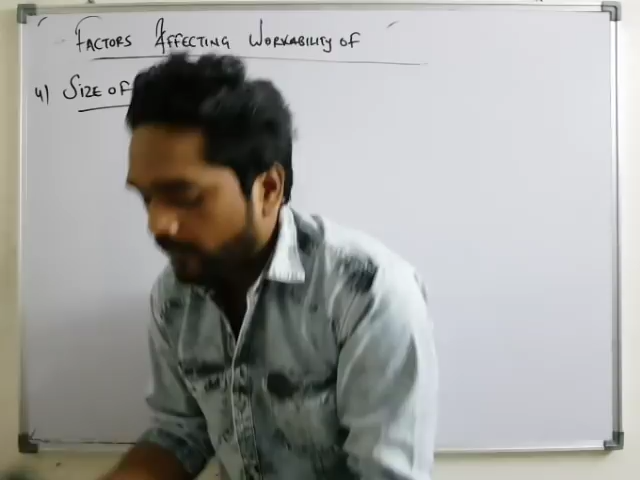 FACTORS AFFECTING WORKABILITY OF
4) SIZE OF